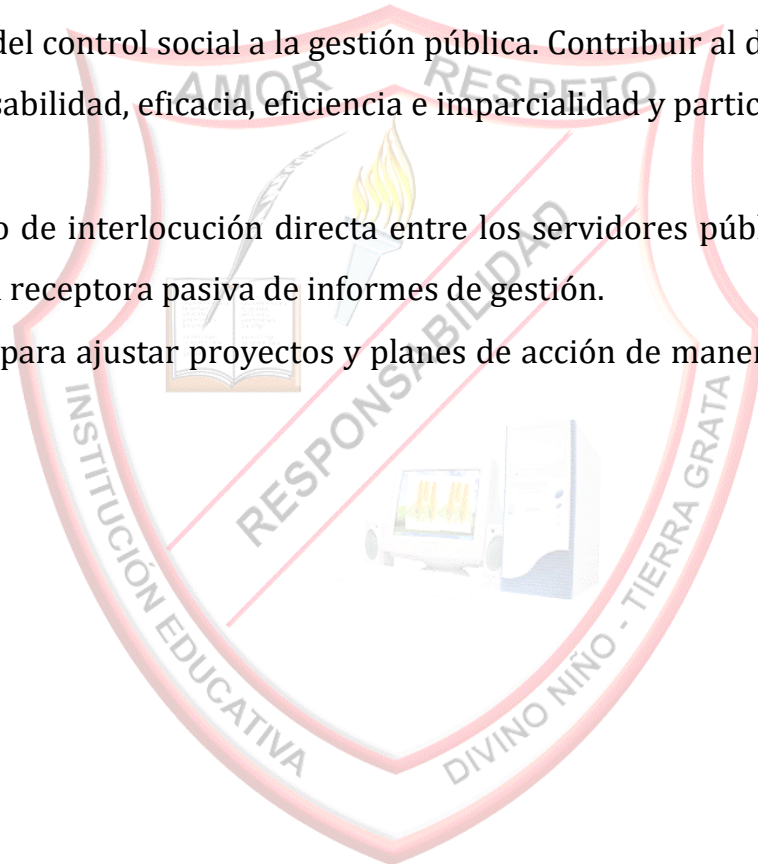 del control social a la gestión pública. Contribuir al d
AMOR RESPETO
sabilidad, eficacia, eficiencia e imparcialidad y partic
o de interlocución directa entre los servidores públ
receptora pasiva de informes de gestión.
para ajustar proyectos y planes de acción de maner
RESPONSABILIDAD
INSTITUCIÓN EDUCATIVA
DIVINO NIÑO - TIERRA GRATA